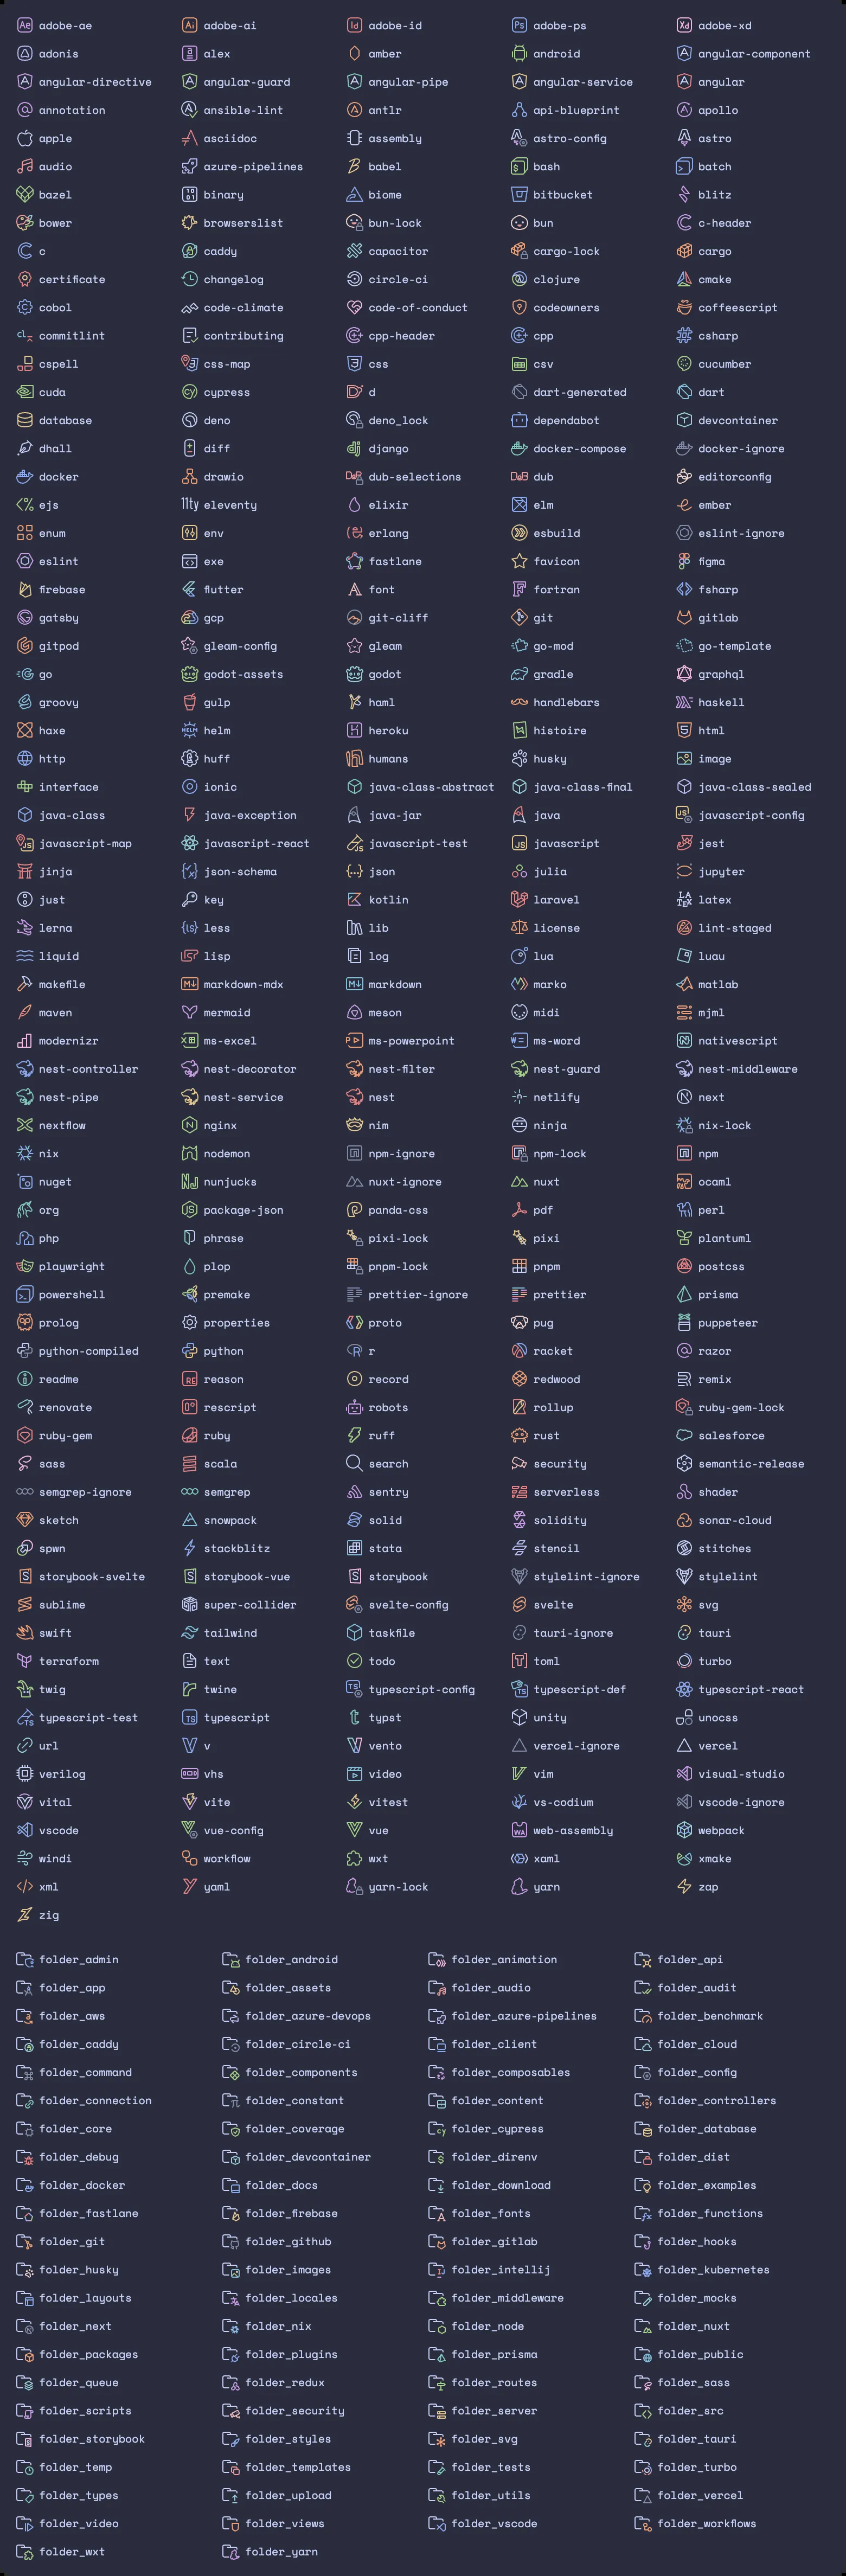 adobe-ae adobe-ai adobe-id adobe-ps adobe-xd
adonis alex amber android angular-component
angular-directive angular-guard angular-pipe angular-service angular
annotation ansible-lint antlr api-blueprint apollo
apple asciidoc assembly astro-config astro
audio azure-pipelines babel bash batch
bazel binary biome bitbucket blitz
bower browserslist bun-lock bun c-header
c caddy capacitor cargo-lock cargo
certificate changelog circle-ci clojure cmake
cobol code-climate code-of-conduct codeowners coffeescript
commitlint contributing cpp-header cpp csharp
cspell css-map css csv cucumber
cuda cypress d dart-generated dart
database deno deno_lock dependabot devcontainer
dhall diff django docker-compose docker-ignore
docker drawio dub-selections dub editorconfig
ejs eleventy elixir elm ember
enum env erlang esbuild eslint-ignore
eslint exe fastlane favicon figma
firebase flutter font fortran fsharp
gatsby gcp git-cliff git gitlab
gitpod gleam-config gleam go-mod go-template
go godot-assets godot gradle graphql
groovy gulp haml handlebars haskell
haxe helm heroku histoire html
http huff humans husky image
interface ionic java-class-abstract java-class-final java-class-sealed
java-class java-exception java-jar java javascript-config
javascript-map javascript-react javascript-test javascript jest
jinja json-schema json julia jupyter
just key kotlin laravel latex
lerna less lib license lint-staged
liquid lisp log lua luau
makefile markdown-mdx markdown marko matlab
maven mermaid meson midi mjml
modernizr ms-excel ms-powerpoint ms-word nativescript
nest-controller nest-decorator nest-filter nest-guard nest-middleware
nest-pipe nest-service nest netlify next
nextflow nginx nim ninja nix-lock
nix nodemon npm-ignore npm-lock npm
nuget nunjucks nuxt-ignore nuxt ocaml
org package-json panda-css pdf perl
php phrase pixi-lock pixi plantuml
playwright plop pnpm-lock pnpm postcss
powershell premake prettier-ignore prettier prisma
prolog properties proto pug puppeteer
python-compiled python r racket razor
readme reason record redwood remix
renovate rescript robots rollup ruby-gem-lock
ruby-gem ruby ruff rust salesforce
sass scala search security semantic-release
semgrep-ignore semgrep sentry serverless shader
sketch snowpack solid solidity sonar-cloud
spwn stackblitz stata stencil stitches
storybook-svelte storybook-vue storybook stylelint-ignore stylelint
sublime super-collider svelte-config svelte svg
swift tailwind taskfile tauri-ignore tauri
terraform text todo toml turbo
twig twine typescript-config typescript-def typescript-react
typescript-test typescript typst unity unocss
url v vento vercel-ignore vercel
verilog vhs video vim visual-studio
vital vite vitest vs-codium vscode-ignore
vscode vue-config vue web-assembly webpack
windi workflow wxt xaml xmake
xml yaml yarn-lock yarn zap
zig
folder_admin folder_android folder_animation folder_api
folder_app folder_assets folder_audio folder_audit
folder_aws folder_azure-devops folder_azure-pipelines folder_benchmark
folder_caddy folder_circle-ci folder_client folder_cloud
folder_command folder_components folder_composables folder_config
folder_connection folder_constant folder_content folder_controllers
folder_core folder_coverage folder_cypress folder_database
folder_debug folder_devcontainer folder_direnv folder_dist
folder_docker folder_docs folder_download folder_examples
folder_fastlane folder_firebase folder_fonts folder_functions
folder_git folder_github folder_gitlab folder_hooks
folder_husky folder_images folder_intellij folder_kubernetes
folder_layouts folder_locales folder_middleware folder_mocks
folder_next folder_nix folder_node folder_nuxt
folder_packages folder_plugins folder_prisma folder_public
folder_queue folder_redux folder_routes folder_sass
folder_scripts folder_security folder_server folder_src
folder_storybook folder_styles folder_svg folder_tauri
folder_temp folder_templates folder_tests folder_turbo
folder_types folder_upload folder_utils folder_vercel
folder_video folder_views folder_vscode folder_workflows
folder_wxt folder_yarn